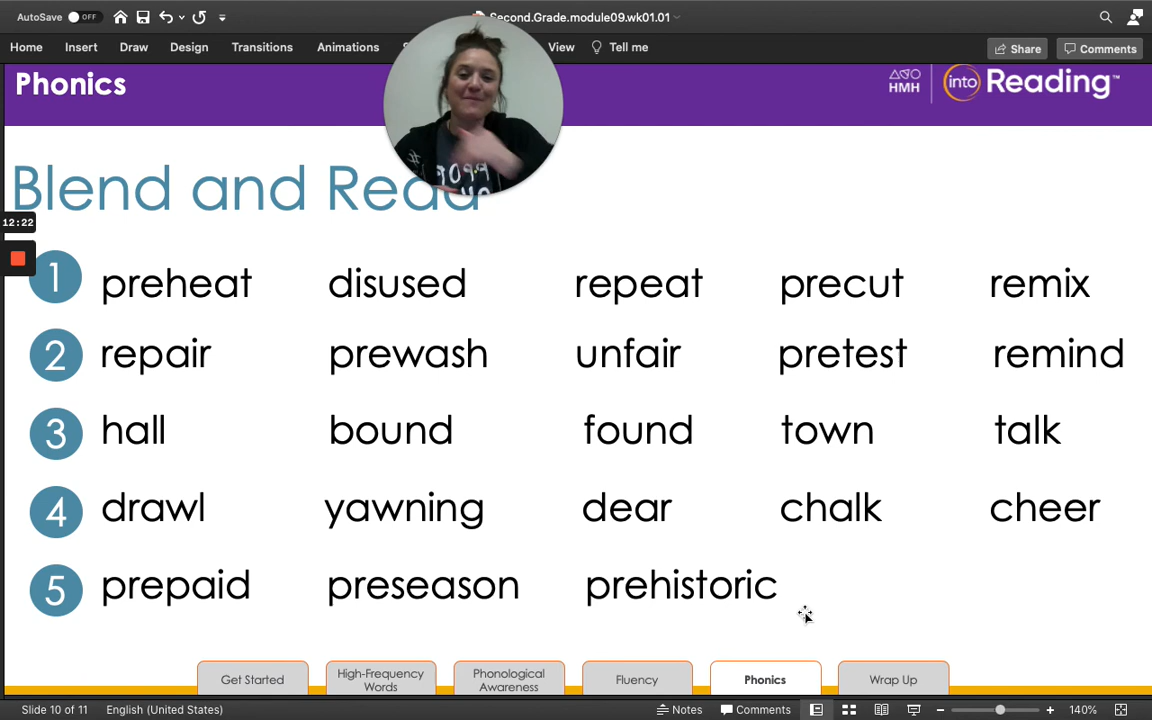 AutoSave OFF Second.Grade.module09.wk01.01
Home Insert Draw Design Transitions Animations View Tell me Share Comments
Phonics
HMH into Reading™
Blend and Read
12:22
1 preheat disused repeat precut remix
2 repair prewash unfair pretest remind
3 hall bound found town talk
4 drawl yawning dear chalk cheer
5 prepaid preseason prehistoric
Get Started High-Frequency Words Phonological Awareness Fluency Phonics Wrap Up
Slide 10 of 11 English (United States) Notes Comments 140%